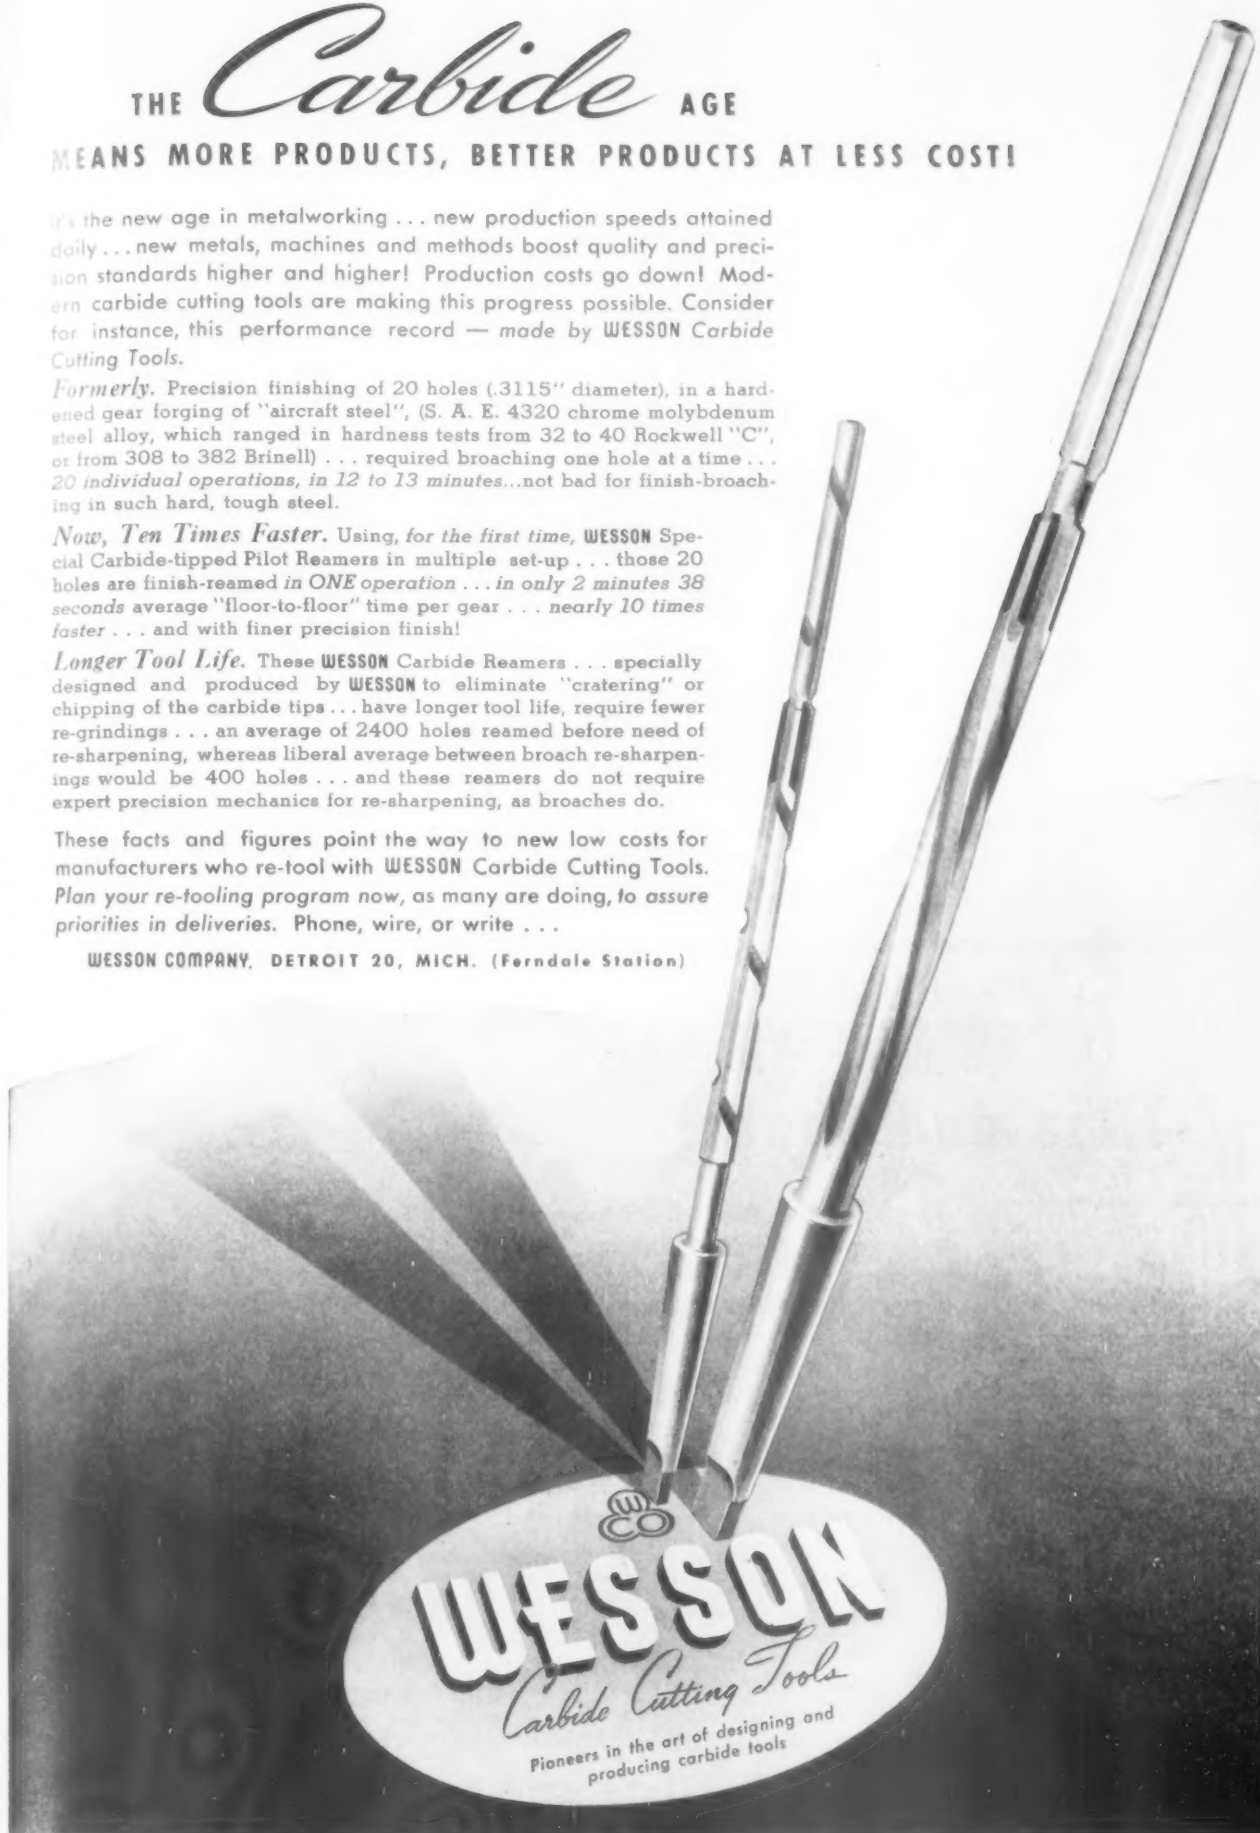 THE Carbide AGE
MEANS MORE PRODUCTS, BETTER PRODUCTS AT LESS COST!
It's the new age in metalworking ... new production speeds attained
daily ... new metals, machines and methods boost quality and preci-
sion standards higher and higher! Production costs go down! Mod-
ern carbide cutting tools are making this progress possible. Consider
for instance, this performance record — made by WESSON Carbide
Cutting Tools.
Formerly. Precision finishing of 20 holes (.3115" diameter), in a hard-
ened gear forging of "aircraft steel", (S. A. E. 4320 chrome molybdenum
steel alloy, which ranged in hardness tests from 32 to 40 Rockwell "C",
or from 308 to 382 Brinell) ... required broaching one hole at a time ...
20 individual operations, in 12 to 13 minutes...not bad for finish-broach-
ing in such hard, tough steel.
Now, Ten Times Faster. Using, for the first time, WESSON Spe-
cial Carbide-tipped Pilot Reamers in multiple set-up ... those 20
holes are finish-reamed in ONE operation ... in only 2 minutes 38
seconds average "floor-to-floor" time per gear ... nearly 10 times
faster ... and with finer precision finish!
Longer Tool Life. These WESSON Carbide Reamers ... specially
designed and produced by WESSON to eliminate "cratering" or
chipping of the carbide tips ... have longer tool life, require fewer
re-grindings ... an average of 2400 holes reamed before need of
re-sharpening, whereas liberal average between broach re-sharpen-
ings would be 400 holes ... and these reamers do not require
expert precision mechanics for re-sharpening, as broaches do.
These facts and figures point the way to new low costs for
manufacturers who re-tool with WESSON Carbide Cutting Tools.
Plan your re-tooling program now, as many are doing, to assure
priorities in deliveries. Phone, wire, or write ...
WESSON COMPANY, DETROIT 20, MICH. (Ferndale Station)
W
CO
WESSON
Carbide Cutting Tools
Pioneers in the art of designing and
producing carbide tools